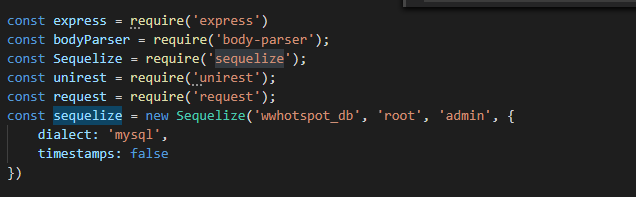 const express = require('express')
const bodyParser = require('body-parser');
const Sequelize = require('sequelize');
const unirest = require('unirest');
const request = require('request');
const sequelize = new Sequelize('wwhotspot_db', 'root', 'admin', {
    dialect: 'mysql',
    timestamps: false
})